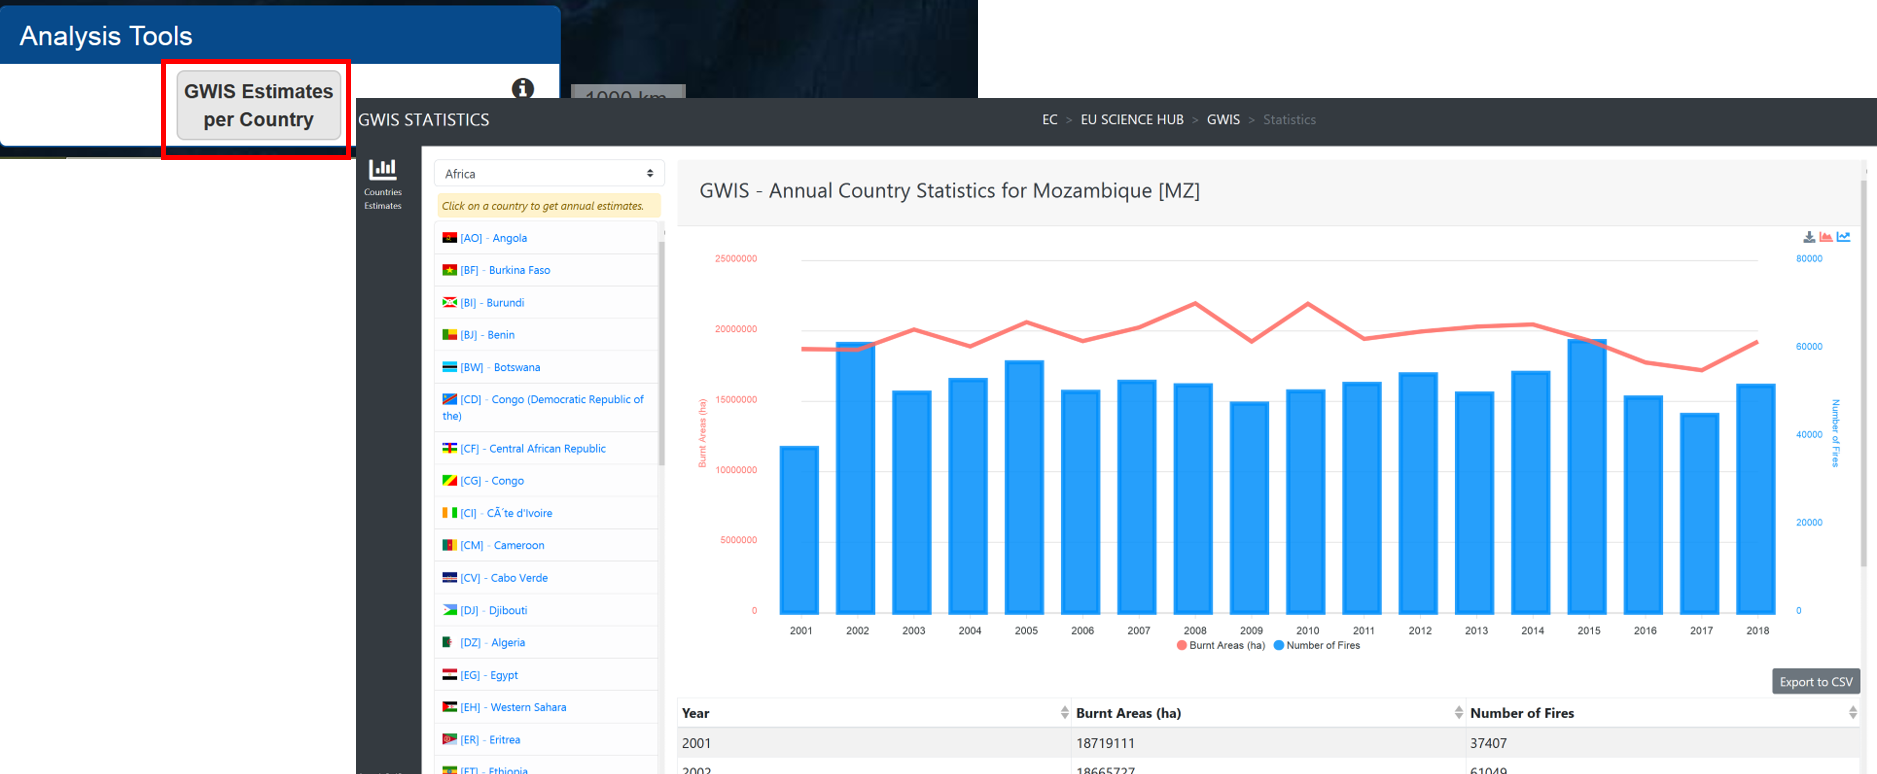 Analysis Tools
GWIS Estimates
per Country
1000 km
GWIS STATISTICS
EC > EU SCIENCE HUB > GWIS > Statistics
Countries
Estimates
Africa
Click on a country to get annual estimates.
[AO] - Angola
[BF] - Burkina Faso
[BI] - Burundi
[BJ] - Benin
[BW] - Botswana
[CD] - Congo (Democratic Republic of
the)
[CF] - Central African Republic
[CG] - Congo
[CI] - CÃ´te d'Ivoire
[CM] - Cameroon
[CV] - Cabo Verde
[DJ] - Djibouti
[DZ] - Algeria
[EG] - Egypt
[EH] - Western Sahara
[ER] - Eritrea
[ET] - Ethiopia
GWIS - Annual Country Statistics for Mozambique [MZ]
25000000
20000000
15000000
10000000
5000000
0
Burnt Areas (ha)
80000
60000
40000
20000
0
Number of Fires
2001 2002 2003 2004 2005 2006 2007 2008 2009 2010 2011 2012 2013 2014 2015 2016 2017 2018
Burnt Areas (ha) Number of Fires
Export to CSV
Year Burnt Areas (ha) Number of Fires
2001 18719111 37407
2002 18665727 61049